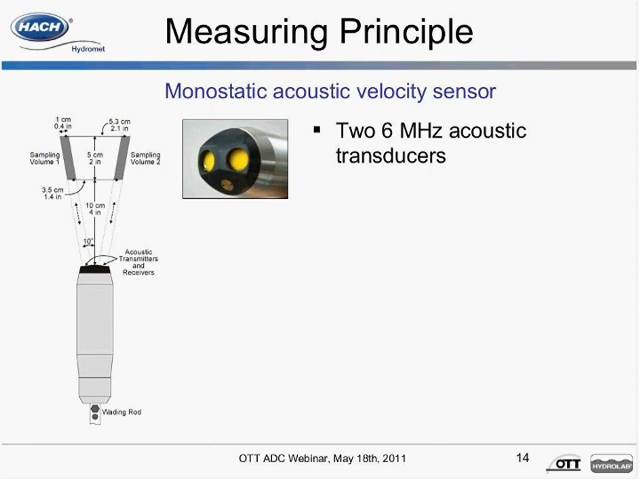 HACH®
Hydromet
Measuring Principle
Monostatic acoustic velocity sensor
▪ Two 6 MHz acoustic
transducers
1 cm
0.4 in
5.3 cm
2.1 in
Sampling
Volume 1
5 cm
2 in
Sampling
Volume 2
3.5 cm
1.4 in
10 cm
4 in
10°
Acoustic
Transmitters
and
Receivers
Wading Rod
OTT ADC Webinar, May 18th, 2011
14
OTT
HYDROLAB